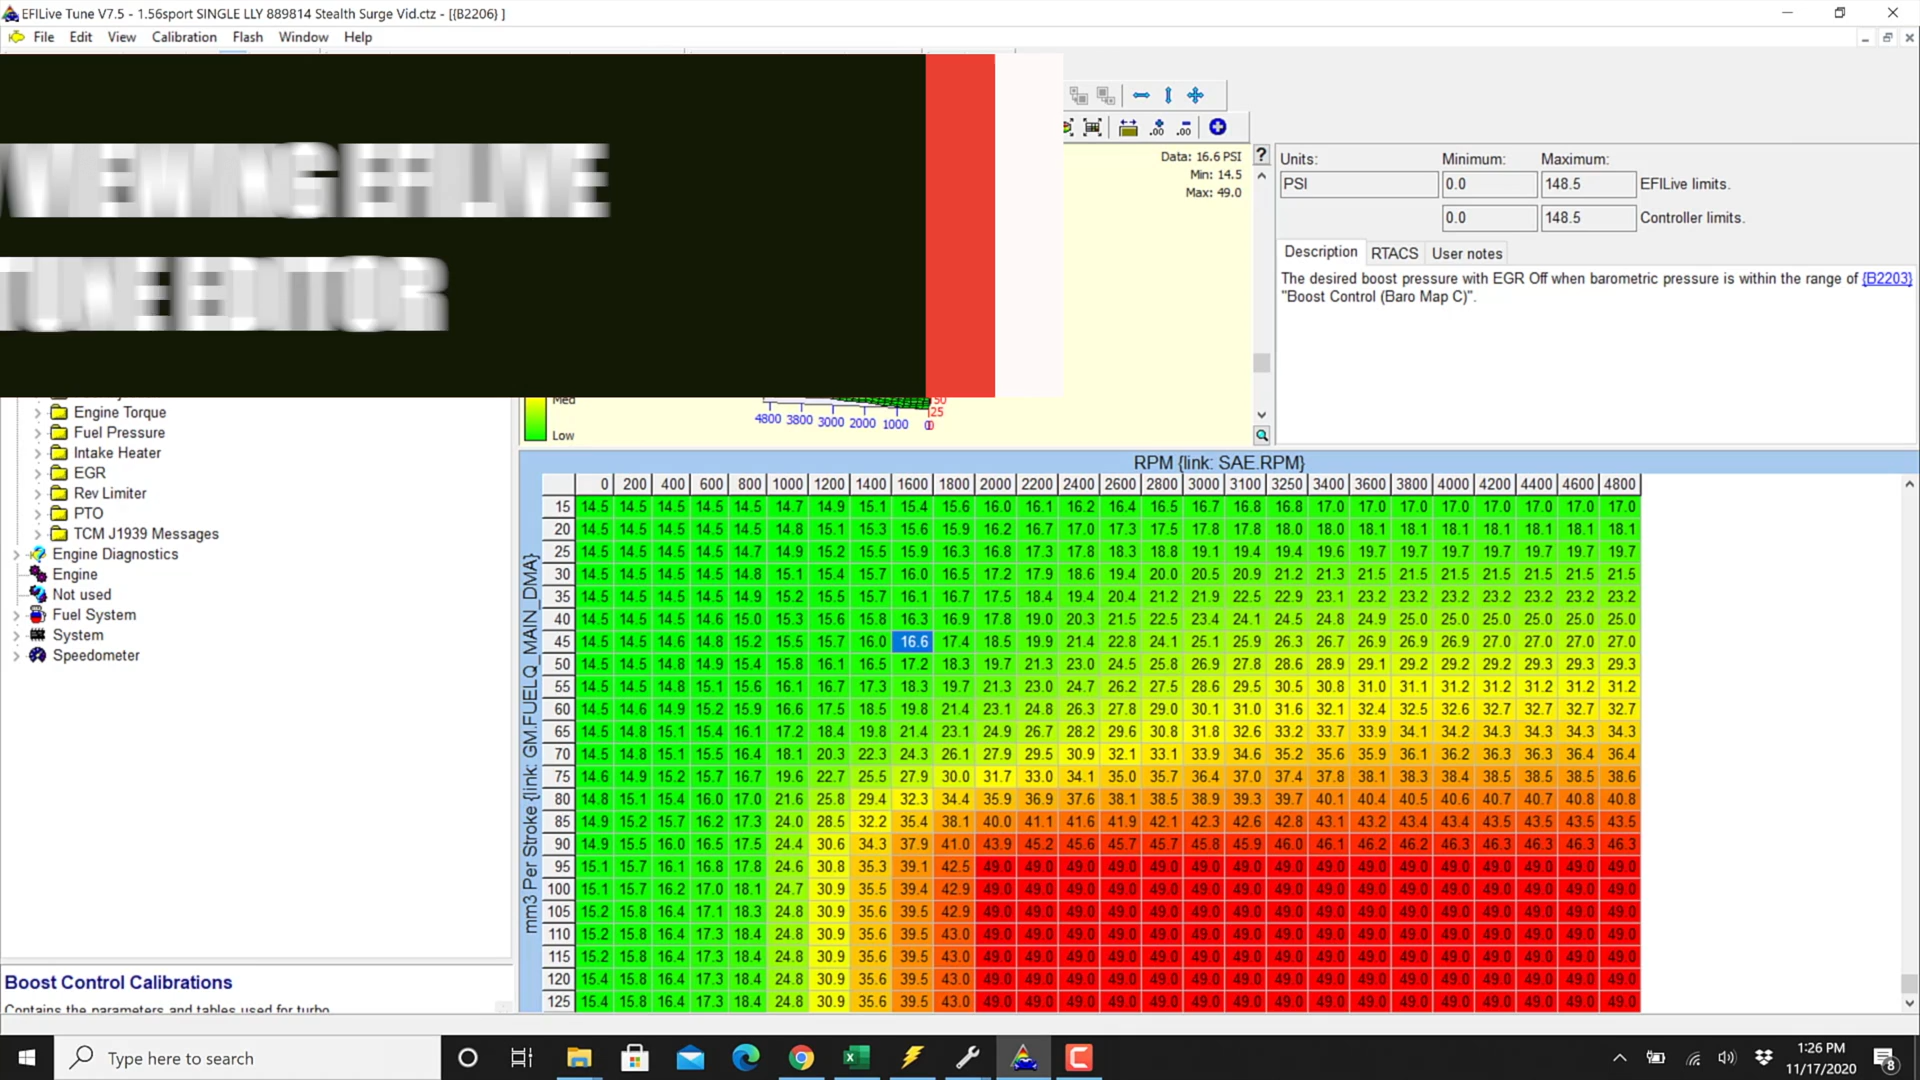 EFILive Tune V7.5 - 1.56sport SINGLE LLY 889814 Stealth Surge Vid.ctz - [{B2206} ]
File Edit View Calibration Flash Window Help
VIEWING EFI LIVE
TUNE EDITOR
Data: 16.6 PSI
Min: 14.5
Max: 49.0
Units: Minimum: Maximum:
PSI 0.0 148.5 EFILive limits.
0.0 148.5 Controller limits.
Description RTACS User notes
The desired boost pressure with EGR Off when barometric pressure is within the range of {B2203}
"Boost Control (Baro Map C)".
Med
Low
4800 3800 3000 2000 1000 0
50
25
0
Engine Torque
Fuel Pressure
Intake Heater
EGR
Rev Limiter
PTO
TCM J1939 Messages
Engine Diagnostics
Engine
Not used
Fuel System
System
Speedometer
Boost Control Calibrations
Contains the parameters and tables used for turbo
RPM {link: SAE.RPM}
mm3 Per Stroke {link: GM.FUELQ_MAIN_DMA}
0 200 400 600 800 1000 1200 1400 1600 1800 2000 2200 2400 2600 2800 3000 3100 3250 3400 3600 3800 4000 4200 4400 4600 4800
15 14.5 14.5 14.5 14.5 14.5 14.7 14.9 15.1 15.4 15.6 16.0 16.1 16.2 16.4 16.5 16.7 16.8 16.8 17.0 17.0 17.0 17.0 17.0 17.0 17.0 17.0
20 14.5 14.5 14.5 14.5 14.5 14.8 15.1 15.3 15.6 15.9 16.2 16.7 17.0 17.3 17.5 17.8 17.8 18.0 18.0 18.1 18.1 18.1 18.1 18.1 18.1 18.1
25 14.5 14.5 14.5 14.5 14.7 14.9 15.2 15.5 15.9 16.3 16.8 17.3 17.8 18.3 18.8 19.1 19.4 19.4 19.6 19.7 19.7 19.7 19.7 19.7 19.7 19.7
30 14.5 14.5 14.5 14.5 14.8 15.1 15.4 15.7 16.0 16.5 17.2 17.9 18.6 19.4 20.0 20.5 20.9 21.2 21.3 21.5 21.5 21.5 21.5 21.5 21.5 21.5
35 14.5 14.5 14.5 14.5 14.9 15.2 15.5 15.7 16.1 16.7 17.5 18.4 19.4 20.4 21.2 21.9 22.5 22.9 23.1 23.2 23.2 23.2 23.2 23.2 23.2 23.2
40 14.5 14.5 14.5 14.6 15.0 15.3 15.6 15.8 16.3 16.9 17.8 19.0 20.3 21.5 22.5 23.4 24.1 24.5 24.8 24.9 25.0 25.0 25.0 25.0 25.0 25.0
45 14.5 14.5 14.6 14.8 15.2 15.5 15.7 16.0 16.6 17.4 18.5 19.9 21.4 22.8 24.1 25.1 25.9 26.3 26.7 26.9 26.9 26.9 27.0 27.0 27.0 27.0
50 14.5 14.5 14.8 14.9 15.4 15.8 16.1 16.5 17.2 18.3 19.7 21.3 23.0 24.5 25.8 26.9 27.8 28.6 28.9 29.1 29.2 29.2 29.2 29.3 29.3 29.3
55 14.5 14.5 14.8 15.1 15.6 16.1 16.7 17.3 18.3 19.7 21.3 23.0 24.7 26.2 27.5 28.6 29.5 30.5 30.8 31.0 31.1 31.2 31.2 31.2 31.2 31.2
60 14.5 14.6 14.9 15.2 15.9 16.6 17.5 18.5 19.8 21.4 23.1 24.8 26.3 27.8 29.0 30.1 31.0 31.6 32.1 32.4 32.5 32.6 32.7 32.7 32.7 32.7
65 14.5 14.8 15.1 15.4 16.1 17.2 18.4 19.8 21.4 23.1 24.9 26.7 28.2 29.6 30.8 31.8 32.6 33.2 33.7 33.9 34.1 34.2 34.3 34.3 34.3 34.3
70 14.5 14.8 15.1 15.5 16.4 18.1 20.3 22.3 24.3 26.1 27.9 29.5 30.9 32.1 33.1 33.9 34.6 35.2 35.6 35.9 36.1 36.2 36.3 36.3 36.4 36.4
75 14.6 14.9 15.2 15.7 16.7 19.6 22.7 25.5 27.9 30.0 31.7 33.0 34.1 35.0 35.7 36.4 37.0 37.4 37.8 38.1 38.3 38.4 38.5 38.5 38.5 38.6
80 14.8 15.1 15.4 16.0 17.0 21.6 25.8 29.4 32.3 34.4 35.9 36.9 37.6 38.1 38.5 38.9 39.3 39.7 40.1 40.4 40.5 40.6 40.7 40.7 40.8 40.8
85 14.9 15.2 15.7 16.2 17.3 24.0 28.5 32.2 35.4 38.1 40.0 41.1 41.6 41.9 42.1 42.3 42.6 42.8 43.1 43.2 43.4 43.4 43.5 43.5 43.5 43.5
90 14.9 15.5 16.0 16.5 17.5 24.4 30.6 34.3 37.9 41.0 43.9 45.2 45.6 45.7 45.7 45.8 45.9 46.0 46.1 46.2 46.2 46.3 46.3 46.3 46.3 46.3
95 15.1 15.7 16.1 16.8 17.8 24.6 30.8 35.3 39.1 42.5 49.0 49.0 49.0 49.0 49.0 49.0 49.0 49.0 49.0 49.0 49.0 49.0 49.0 49.0 49.0 49.0
100 15.1 15.7 16.2 17.0 18.1 24.7 30.9 35.5 39.4 42.9 49.0 49.0 49.0 49.0 49.0 49.0 49.0 49.0 49.0 49.0 49.0 49.0 49.0 49.0 49.0 49.0
105 15.2 15.8 16.4 17.1 18.3 24.8 30.9 35.6 39.5 42.9 49.0 49.0 49.0 49.0 49.0 49.0 49.0 49.0 49.0 49.0 49.0 49.0 49.0 49.0 49.0 49.0
110 15.2 15.8 16.4 17.3 18.4 24.8 30.9 35.6 39.5 43.0 49.0 49.0 49.0 49.0 49.0 49.0 49.0 49.0 49.0 49.0 49.0 49.0 49.0 49.0 49.0 49.0
115 15.2 15.8 16.4 17.3 18.4 24.8 30.9 35.6 39.5 43.0 49.0 49.0 49.0 49.0 49.0 49.0 49.0 49.0 49.0 49.0 49.0 49.0 49.0 49.0 49.0 49.0
120 15.4 15.8 16.4 17.3 18.4 24.8 30.9 35.6 39.5 43.0 49.0 49.0 49.0 49.0 49.0 49.0 49.0 49.0 49.0 49.0 49.0 49.0 49.0 49.0 49.0 49.0
125 15.4 15.8 16.4 17.3 18.4 24.8 30.9 35.6 39.5 43.0 49.0 49.0 49.0 49.0 49.0 49.0 49.0 49.0 49.0 49.0 49.0 49.0 49.0 49.0 49.0 49.0
Type here to search
1:26 PM
11/17/2020
8